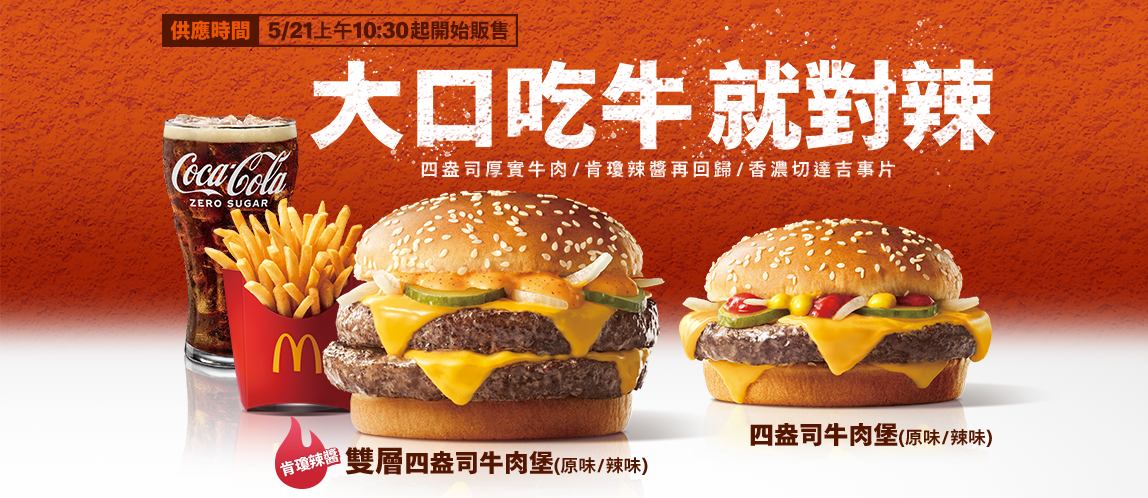 供應時間 5/21上午10:30起開始販售
大口吃牛 就對辣
四盎司厚實牛肉/肯瓊辣醬再回歸/香濃切達吉事片
Coca-Cola
ZERO SUGAR
四盎司牛肉堡(原味/辣味)
肯瓊辣醬 雙層四盎司牛肉堡(原味/辣味)